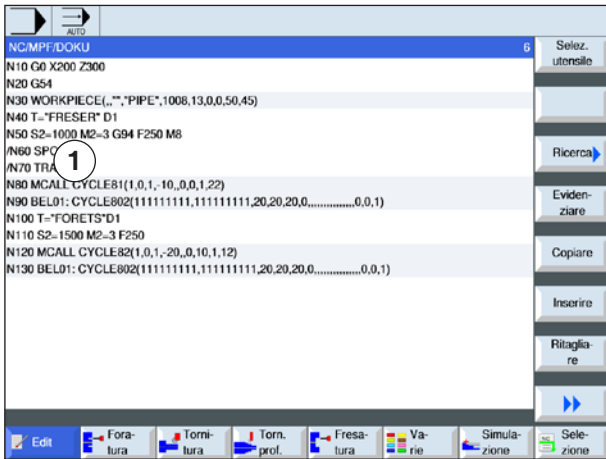 AUTO
NC/MPF/DOKU 6
N10 G0 X200 Z300
N20 G54
N30 WORKPIECE(,,"","PIPE",1008,13,0,0,50,45)
N40 T="FRESER" D1
N50 S2=1000 M2=3 G94 F250 M8
/N60
/N70
1
N80 MCALL CYCLE81(1,0,1,-10,,0,0,1,22)
N90 BEL01: CYCLE802(111111111,111111111,20,20,20,0,,,,,,,,,,,,,,,0,0,1)
N100 T="FORETS"D1
N110 S2=1500 M2=3 F250
N120 MCALL CYCLE82(1,0,1,-20,,0,10,1,12)
N130 BEL01: CYCLE802(111111111,111111111,20,20,20,0,,,,,,,,,,,,,,,0,0,1)
Selez.
utensile
Ricerca
Eviden-
ziare
Copiare
Inserire
Ritaglia-
re
Edit
Fora-
tura
Torni-
tura
Torn.
prof.
Fresa-
tura
Va-
rie
Simula-
zione
NC
Sele-
zione